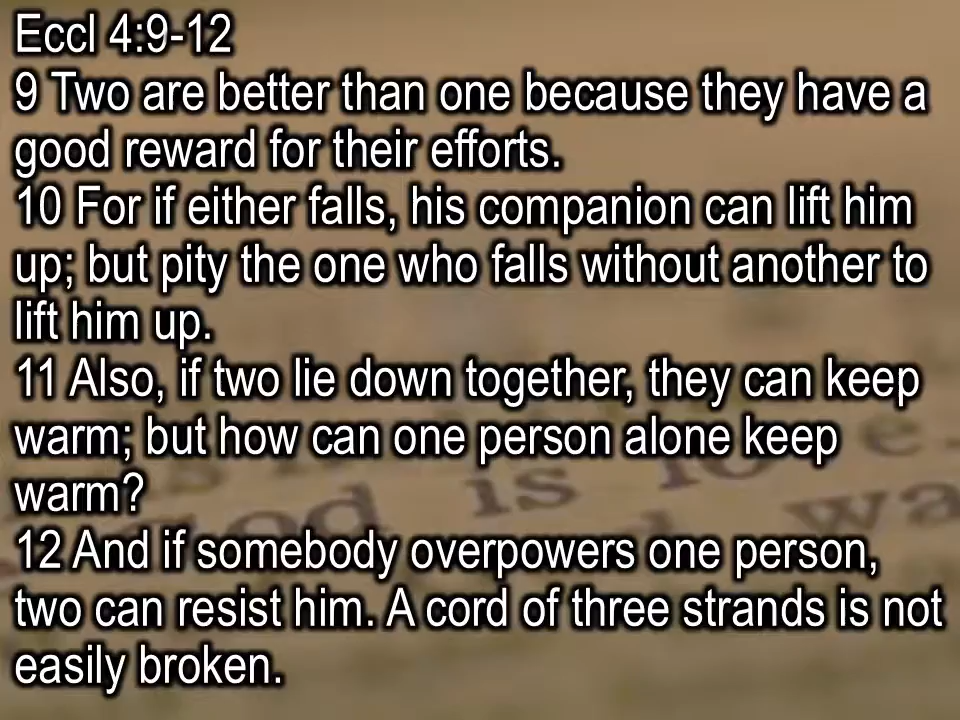 Eccl 4:9-12
9 Two are better than one because they have a
good reward for their efforts.
10 For if either falls, his companion can lift him
up; but pity the one who falls without another to
lift him up.
11 Also, if two lie down together, they can keep
warm; but how can one person alone keep
warm?
12 And if somebody overpowers one person,
two can resist him. A cord of three strands is not
easily broken.
God is love.
wa